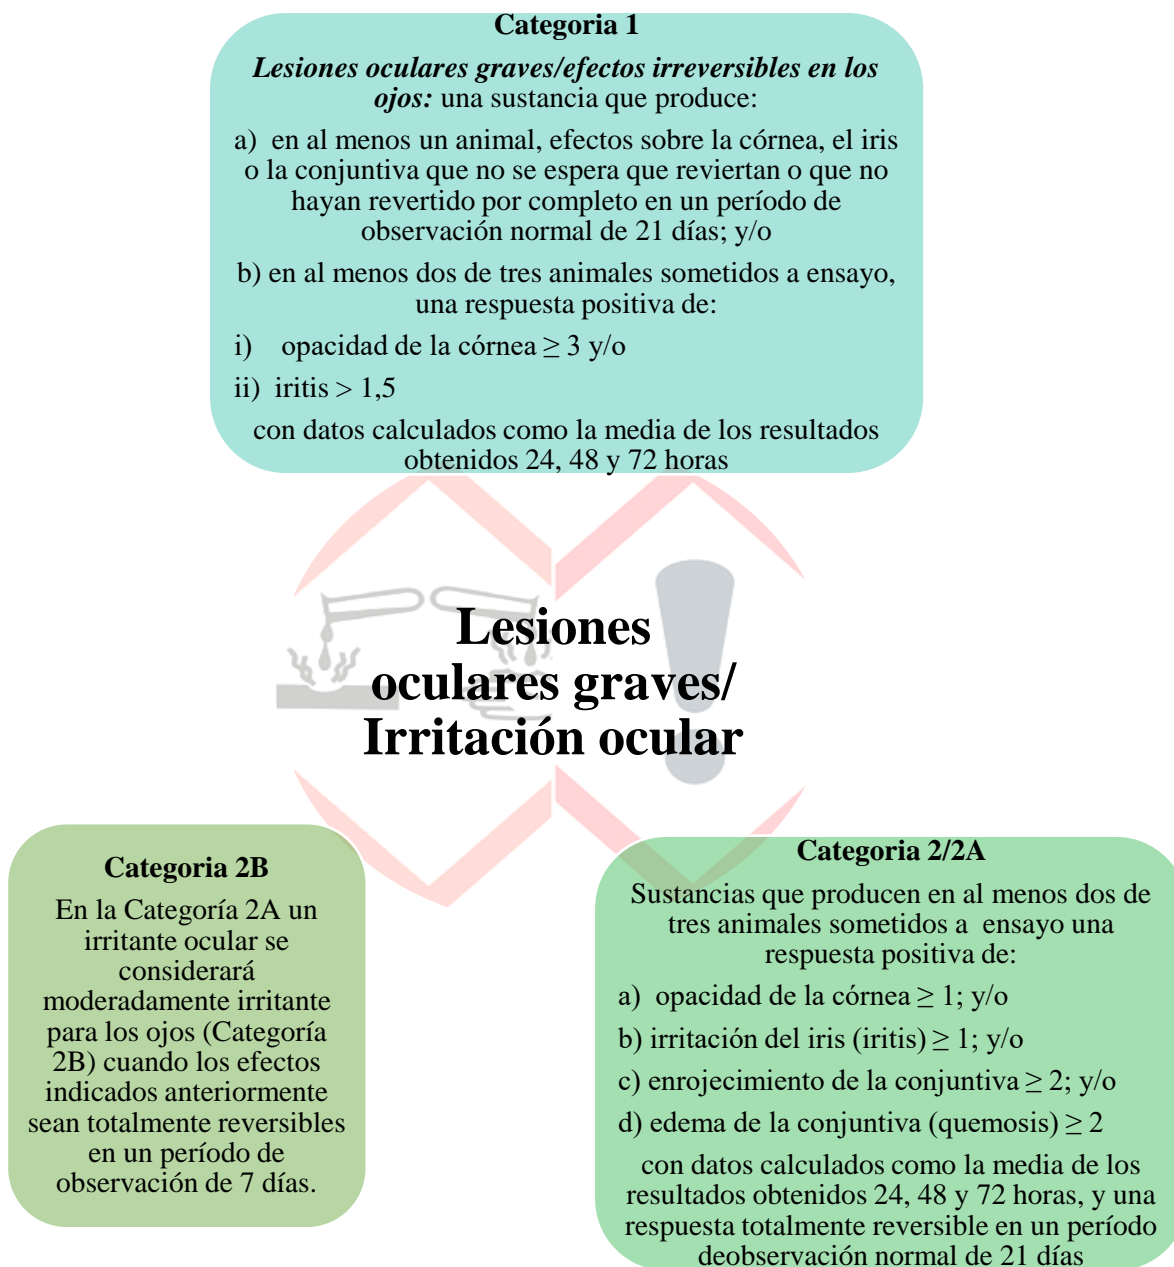 Categoria 1
Lesiones oculares graves/efectos irreversibles en los
ojos: una sustancia que produce:
a) en al menos un animal, efectos sobre la córnea, el iris
o la conjuntiva que no se espera que reviertan o que no
hayan revertido por completo en un período de
observación normal de 21 días; y/o
b) en al menos dos de tres animales sometidos a ensayo,
una respuesta positiva de:
i) opacidad de la córnea ≥ 3 y/o
ii) iritis > 1,5
con datos calculados como la media de los resultados
obtenidos 24, 48 y 72 horas
Lesiones
oculares graves/
Irritación ocular
Categoria 2B
En la Categoría 2A un
irritante ocular se
considerará
moderadamente irritante
para los ojos (Categoría
2B) cuando los efectos
indicados anteriormente
sean totalmente reversibles
en un período de
observación de 7 días.
Categoria 2/2A
Sustancias que producen en al menos dos de
tres animales sometidos a ensayo una
respuesta positiva de:
a) opacidad de la córnea ≥ 1; y/o
b) irritación del iris (iritis) ≥ 1; y/o
c) enrojecimiento de la conjuntiva ≥ 2; y/o
d) edema de la conjuntiva (quemosis) ≥ 2
con datos calculados como la media de los
resultados obtenidos 24, 48 y 72 horas, y una
respuesta totalmente reversible en un período
deobservación normal de 21 días